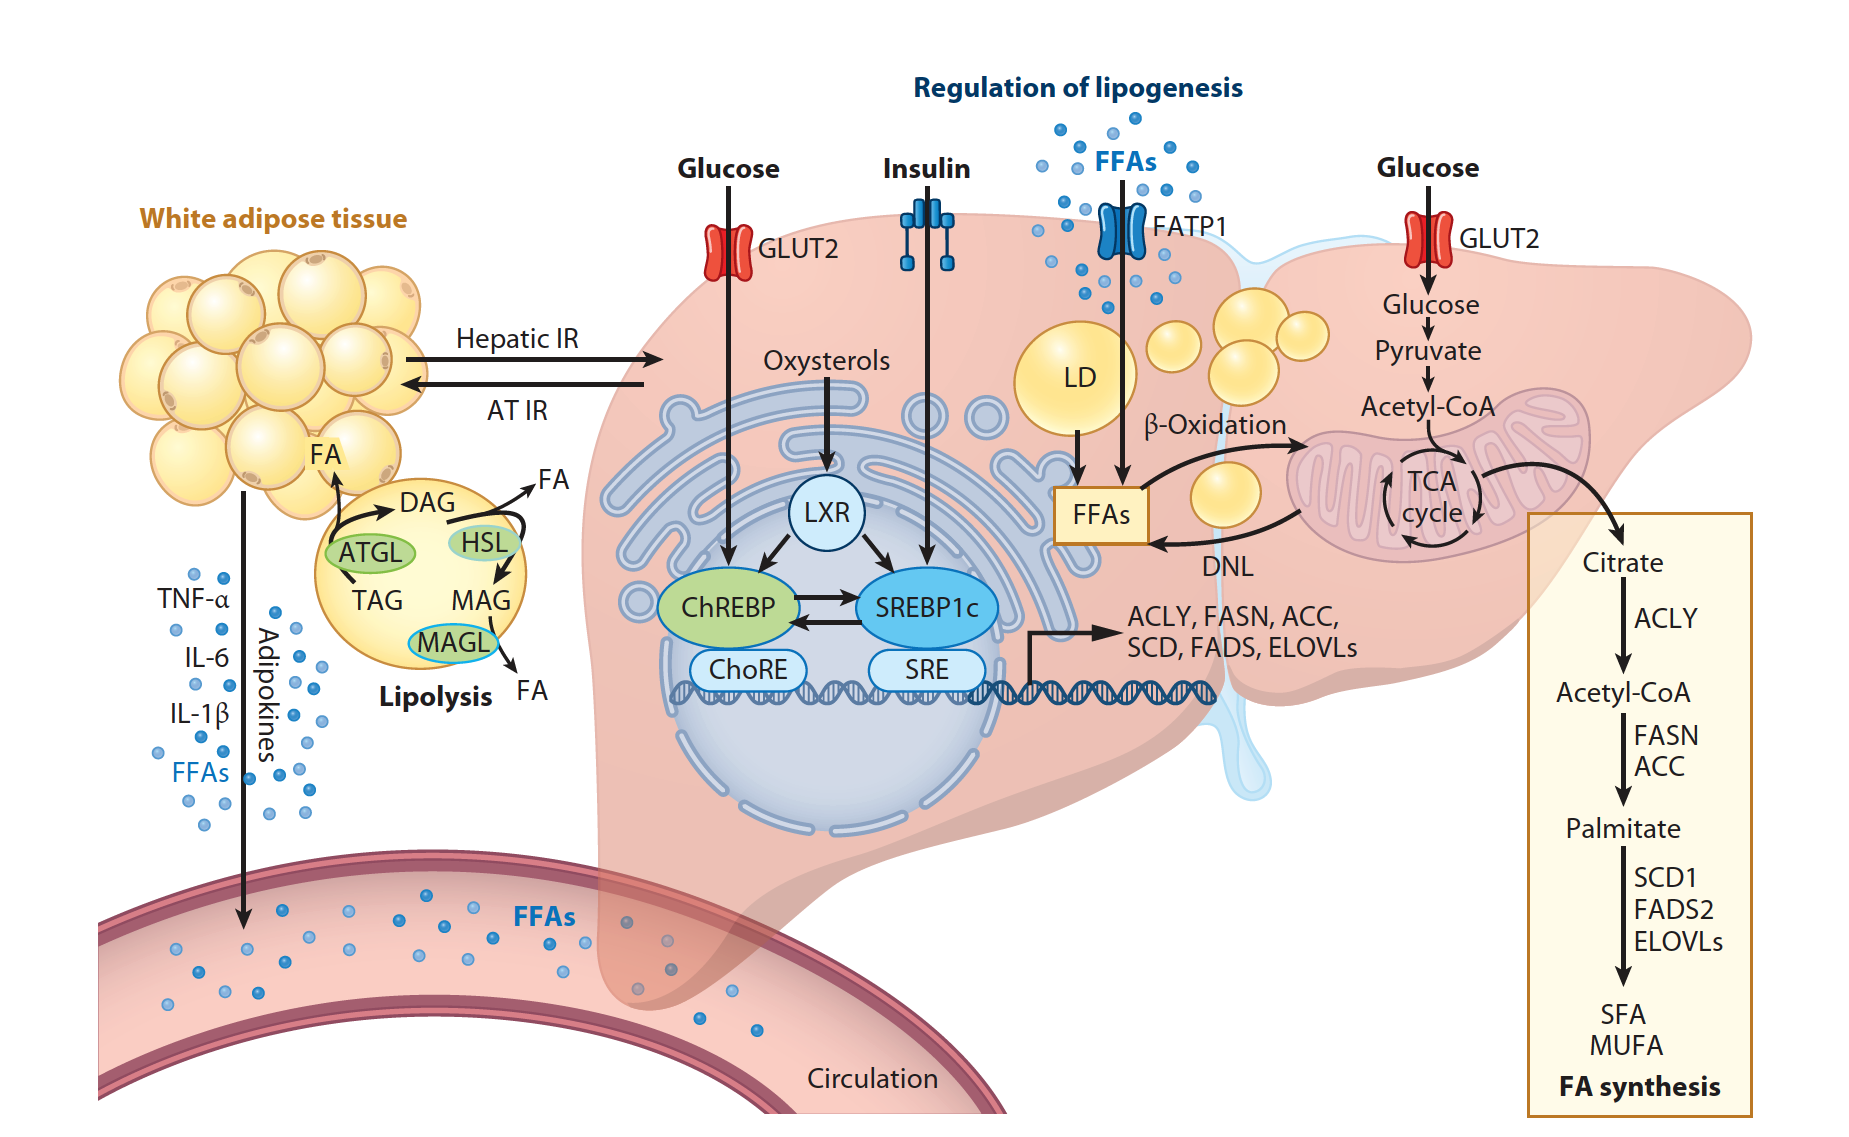 Regulation of lipogenesis
White adipose tissue
Glucose
Insulin
FFAs
Glucose
GLUT2
FATP1
GLUT2
Hepatic IR
AT IR
Oxysterols
LD
Glucose
Pyruvate
Acetyl-CoA
β-Oxidation
TCA
cycle
FFAs
DNL
LXR
ChREBP
SREBP1c
ChoRE
SRE
ACLY, FASN, ACC,
SCD, FADS, ELOVLs
FA
DAG
FA
ATGL
HSL
TAG
MAG
MAGL
FA
Lipolysis
TNF-α
IL-6
IL-1β
FFAs
Adipokines
FFAs
Circulation
Citrate
ACLY
Acetyl-CoA
FASN
ACC
Palmitate
SCD1
FADS2
ELOVLs
SFA
MUFA
FA synthesis